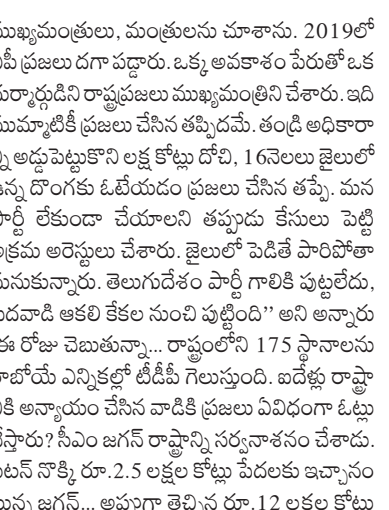 ముఖ్యమంత్రులు, మంత్రులను చూశాను. 2019లో
ఏపీ ప్రజలు దగా పడ్డారు. ఒక్క అవకాశం పేరుతో ఒక
దుర్మార్గుడిని రాష్ట్రప్రజలు ముఖ్యమంత్రిని చేశారు. ఇది
ముమ్మాటికీ ప్రజలు చేసిన తప్పిదమే. తండ్రి అధికారా
న్ని అడ్డుపెట్టుకొని లక్ష కోట్లు దోచి, 16నెలలు జైలులో
ఉన్న దొంగకు ఓటేయడం ప్రజలు చేసిన తప్పే. మన
పార్టీ లేకుండా చేయాలని తప్పుడు కేసులు పెట్టి
అక్రమ అరెస్టులు చేశారు. జైలులో పెడితే పారిపోతా
మనుకున్నారు. తెలుగుదేశం పార్టీ గాలికి పుట్టలేదు,
పేదవాడి ఆకలి కేకల నుంచి పుట్టింది’’ అని అన్నారు
ఈ రోజు చెబుతున్నా... రాష్ట్రంలోని 175 స్థానాలను
రాబోయే ఎన్నికల్లో టీడీపీ గెలుస్తుంది. ఐదేళ్లు రాష్ట్రా
నికి అన్యాయం చేసిన వాడికి ప్రజలు ఏవిధంగా ఓట్లు
వేస్తారు? సీఎం జగన్ రాష్ట్రాన్ని సర్వనాశనం చేశాడు.
బటన్ నొక్కి రూ.2.5 లక్షల కోట్లు పేదలకు ఇచ్చానం
టున్న జగన్... అప్పుగా తెచ్చిన రూ.12 లక్షల కోట్లు